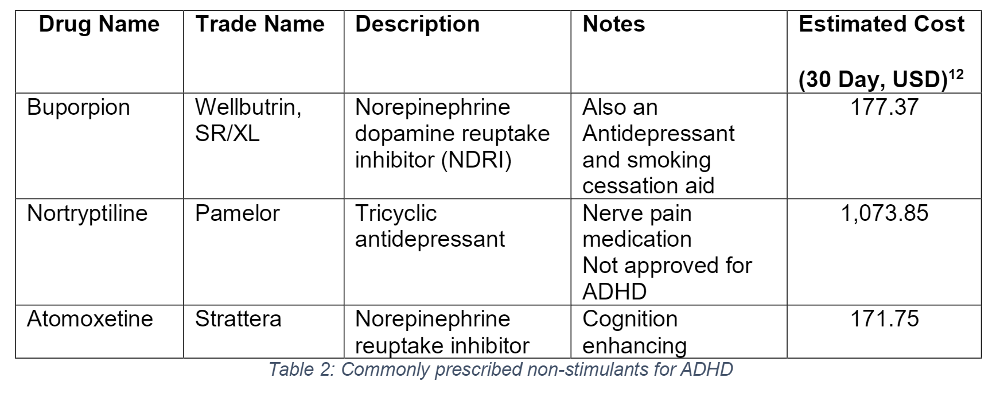 Drug Name Trade Name Description Notes Estimated Cost
(30 Day, USD)12
Buporpion Wellbutrin, Norepinephrine Also an 177.37
SR/XL dopamine reuptake Antidepressant
inhibitor (NDRI) and smoking
cessation aid
Nortryptiline Pamelor Tricyclic Nerve pain 1,073.85
antidepressant medication
Not approved for
ADHD
Atomoxetine Strattera Norepinephrine Cognition 171.75
reuptake inhibitor enhancing
Table 2: Commonly prescribed non-stimulants for ADHD